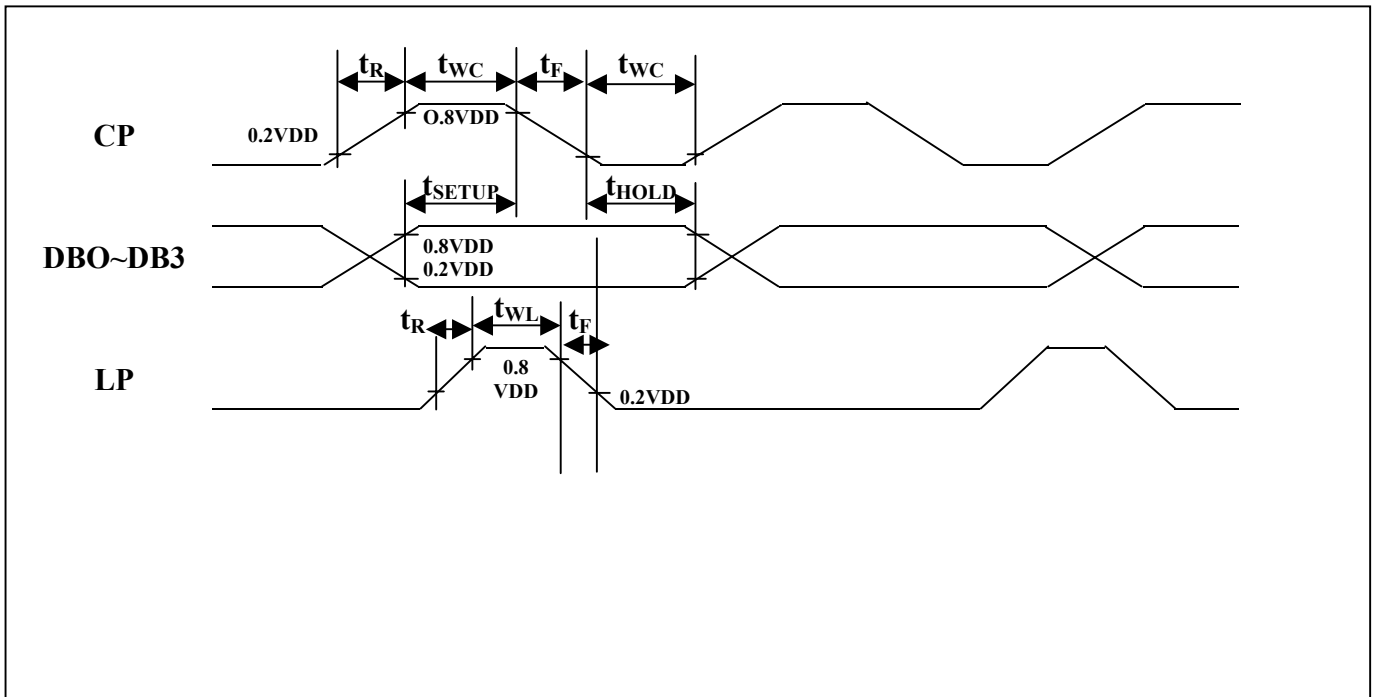 tR tWC tF tWC
CP
0.2VDD
O.8VDD
tSETUP tHOLD
DBO~DB3
0.8VDD
0.2VDD
tR tWL tF
LP
0.8
VDD
0.2VDD